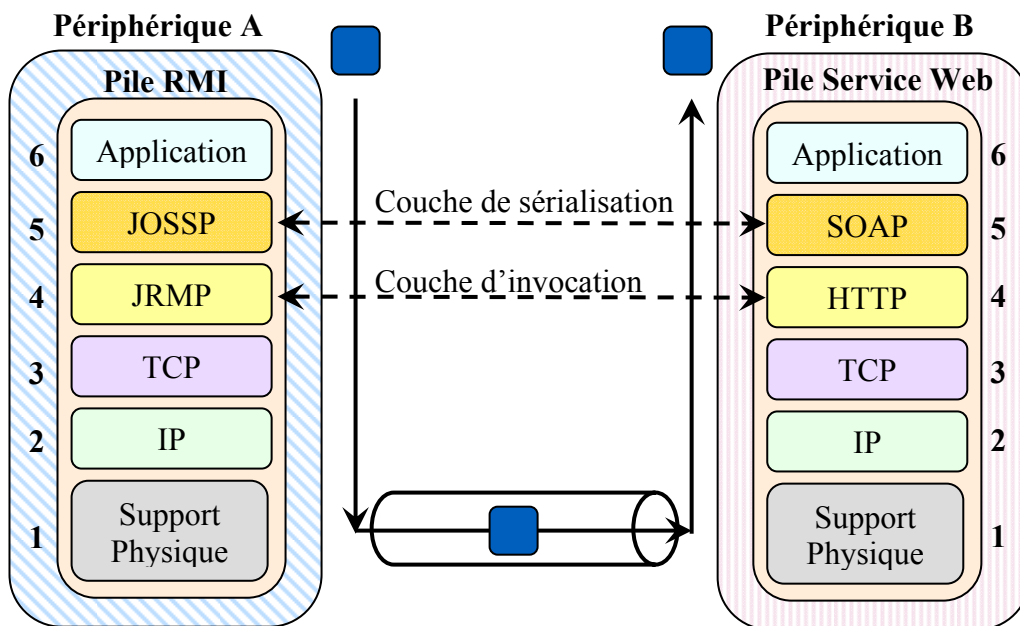 Périphérique A
Périphérique B
Pile RMI
Pile Service Web
6
Application
Application
6
5
JOSSP
Couche de sérialisation
SOAP
5
4
JRMP
Couche d’invocation
HTTP
4
3
TCP
TCP
3
2
IP
IP
2
1
Support
Physique
Support
Physique
1